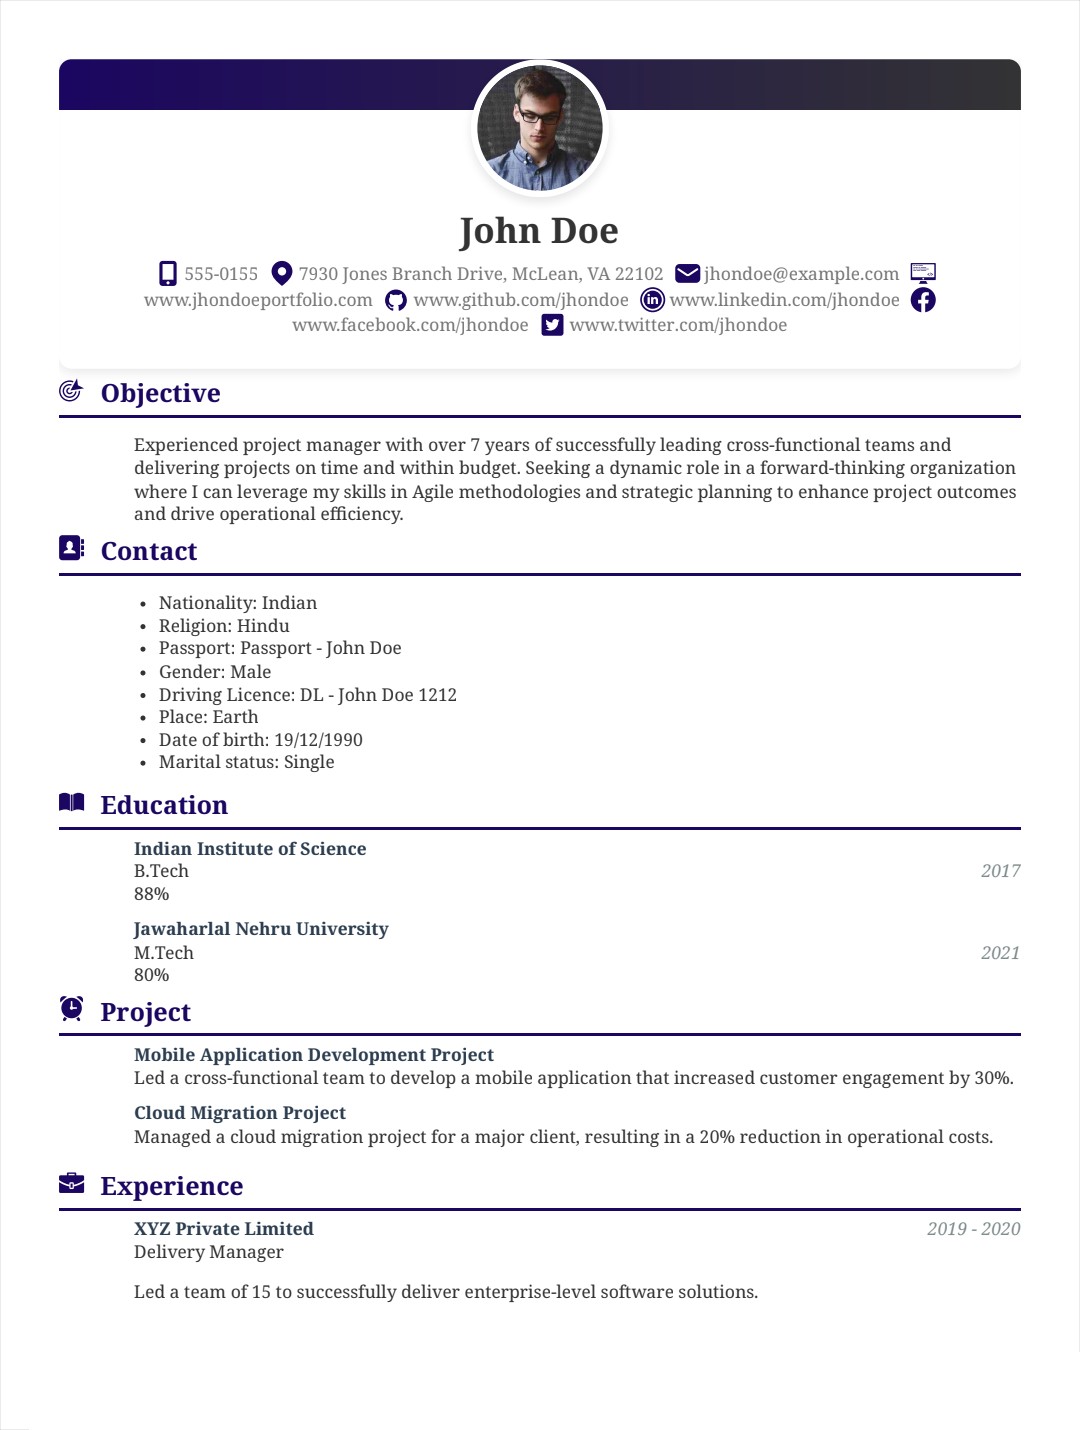 John Doe
555-0155 7930 Jones Branch Drive, McLean, VA 22102 jhondoe@example.com
www.jhondoeportfolio.com www.github.com/jhondoe www.linkedin.com/jhondoe
www.facebook.com/jhondoe www.twitter.com/jhondoe
Objective
Experienced project manager with over 7 years of successfully leading cross-functional teams and
delivering projects on time and within budget. Seeking a dynamic role in a forward-thinking organization
where I can leverage my skills in Agile methodologies and strategic planning to enhance project outcomes
and drive operational efficiency.
Contact
• Nationality: Indian
• Religion: Hindu
• Passport: Passport - John Doe
• Gender: Male
• Driving Licence: DL - John Doe 1212
• Place: Earth
• Date of birth: 19/12/1990
• Marital status: Single
Education
Indian Institute of Science
B.Tech 2017
88%
Jawaharlal Nehru University
M.Tech 2021
80%
Project
Mobile Application Development Project
Led a cross-functional team to develop a mobile application that increased customer engagement by 30%.
Cloud Migration Project
Managed a cloud migration project for a major client, resulting in a 20% reduction in operational costs.
Experience
XYZ Private Limited 2019 - 2020
Delivery Manager
Led a team of 15 to successfully deliver enterprise-level software solutions.